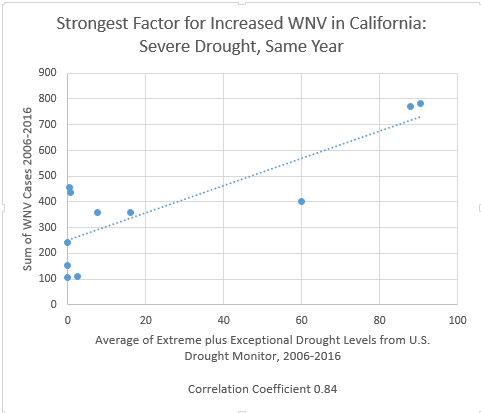 Strongest Factor for Increased WNV in California:
Severe Drought, Same Year
Sum of WNV Cases 2006-2016
900
800
700
600
500
400
300
200
100
0
0
20
40
60
80
100
Average of Extreme plus Exceptional Drought Levels from U.S.
Drought Monitor, 2006-2016
Correlation Coefficient 0.84